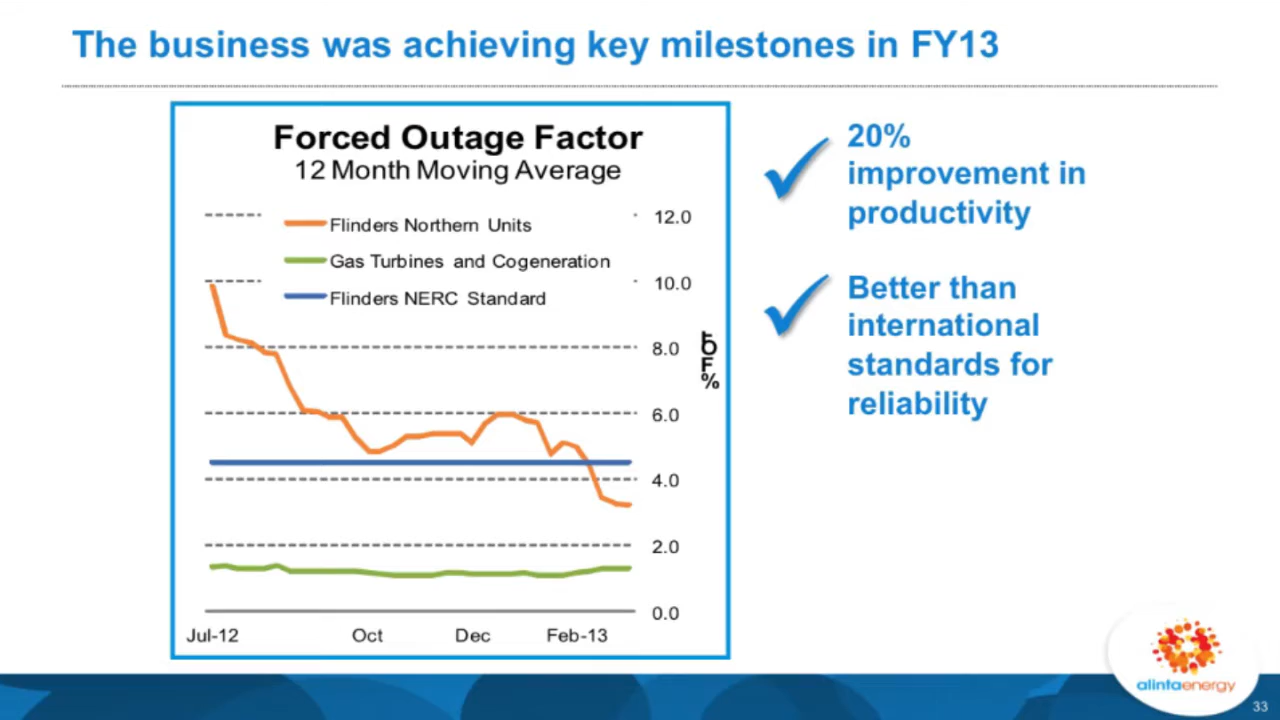 The business was achieving key milestones in FY13
Forced Outage Factor
12 Month Moving Average
Flinders Northern Units
Gas Turbines and Cogeneration
Flinders NERC Standard
12.0
10.0
8.0
6.0
4.0
2.0
0.0
FOF%
Jul-12 Oct Dec Feb-13
20%
improvement in
productivity
Better than
international
standards for
reliability
alintaenergy
33